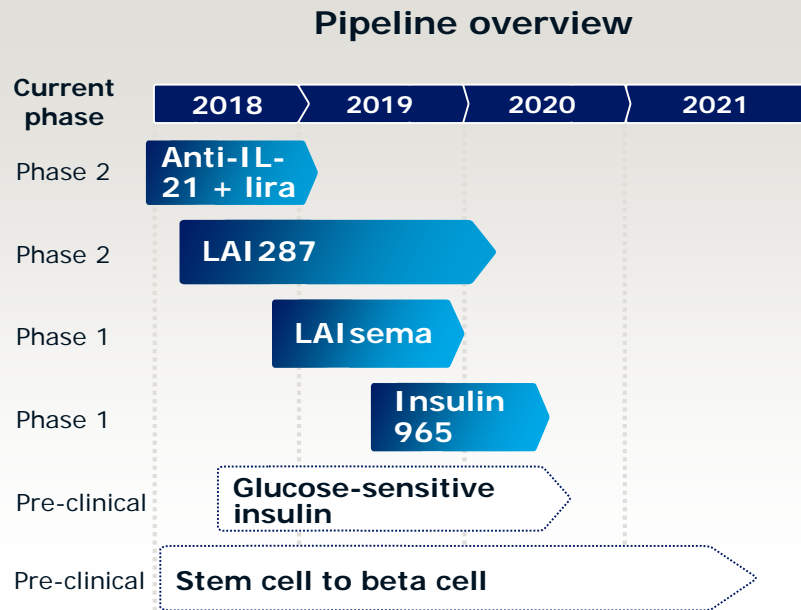 Pipeline overview
Current
phase
2018 2019 2020 2021
Phase 2
Anti-IL-
21 + lira
Phase 2
LAI287
Phase 1
LAIsema
Phase 1
Insulin
965
Pre-clinical
Glucose-sensitive
insulin
Pre-clinical
Stem cell to beta cell